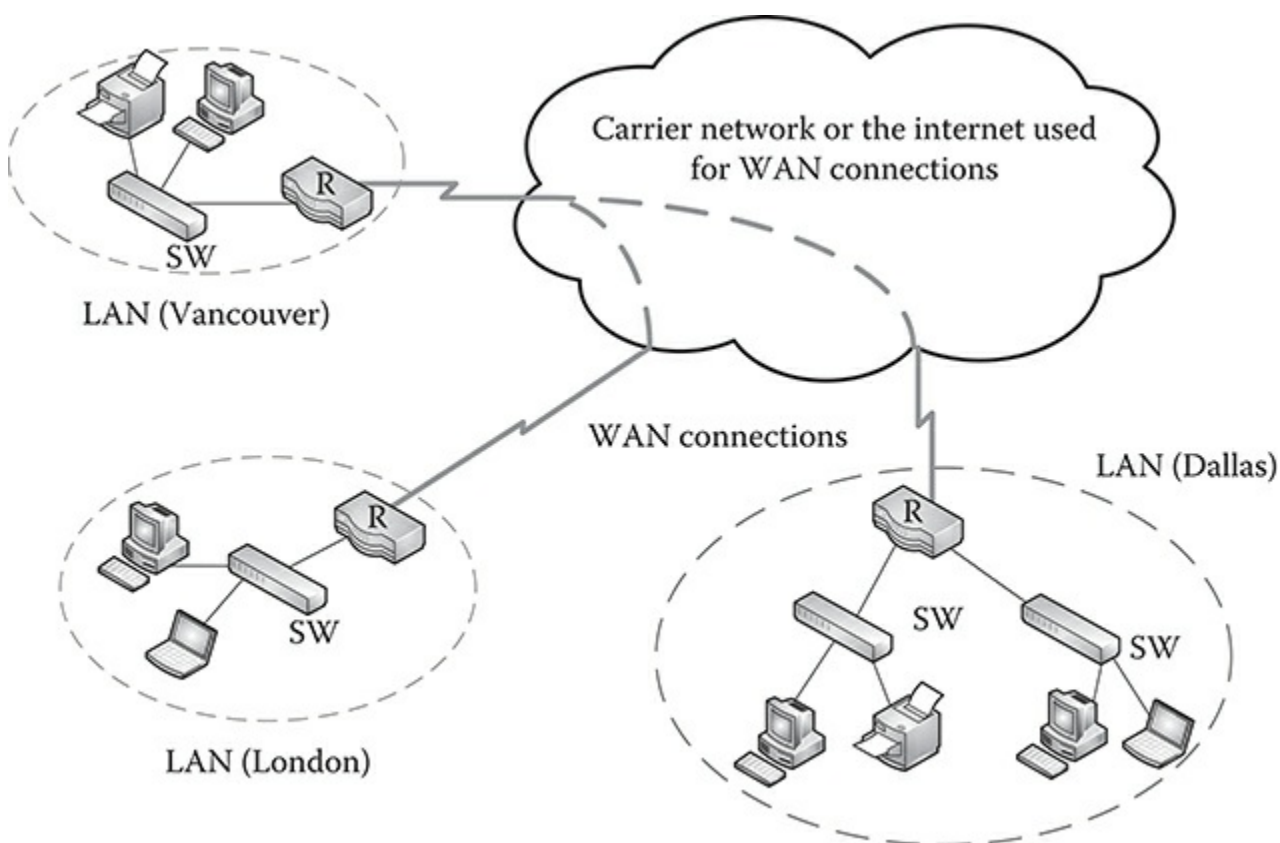 Carrier network or the internet used
for WAN connections
R
SW
LAN (Vancouver)
WAN connections
LAN (Dallas)
R
SW
LAN (London)
R
SW
SW